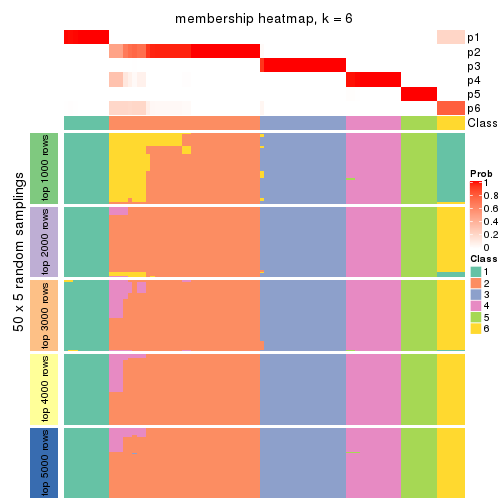 membership heatmap, k = 6
p1
p2
p3
p4
p5
p6
Class
50 x 5 random samplings
top 1000 rows
top 2000 rows
top 3000 rows
top 4000 rows
top 5000 rows
Prob
1
0.8
0.6
0.4
0.2
0
Class
1
2
3
4
5
6